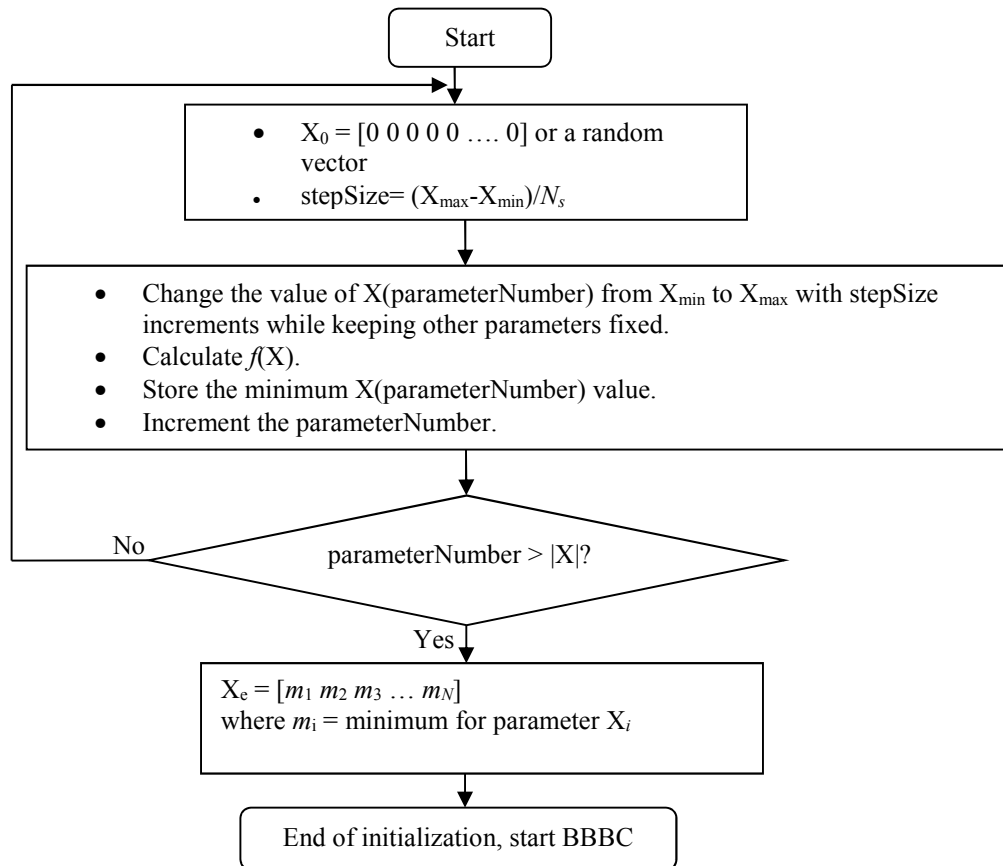 Start
• X₀ = [0 0 0 0 0 …. 0] or a random
vector
• stepSize= (Xₘₐₓ-Xₘᵢₙ)/Nₛ
• Change the value of X(parameterNumber) from Xₘᵢₙ to Xₘₐₓ with stepSize
increments while keeping other parameters fixed.
• Calculate f(X).
• Store the minimum X(parameterNumber) value.
• Increment the parameterNumber.
No
parameterNumber > |X|?
Yes
Xₑ = [m₁ m₂ m₃ … m_N]
where mᵢ = minimum for parameter Xᵢ
End of initialization, start BBBC